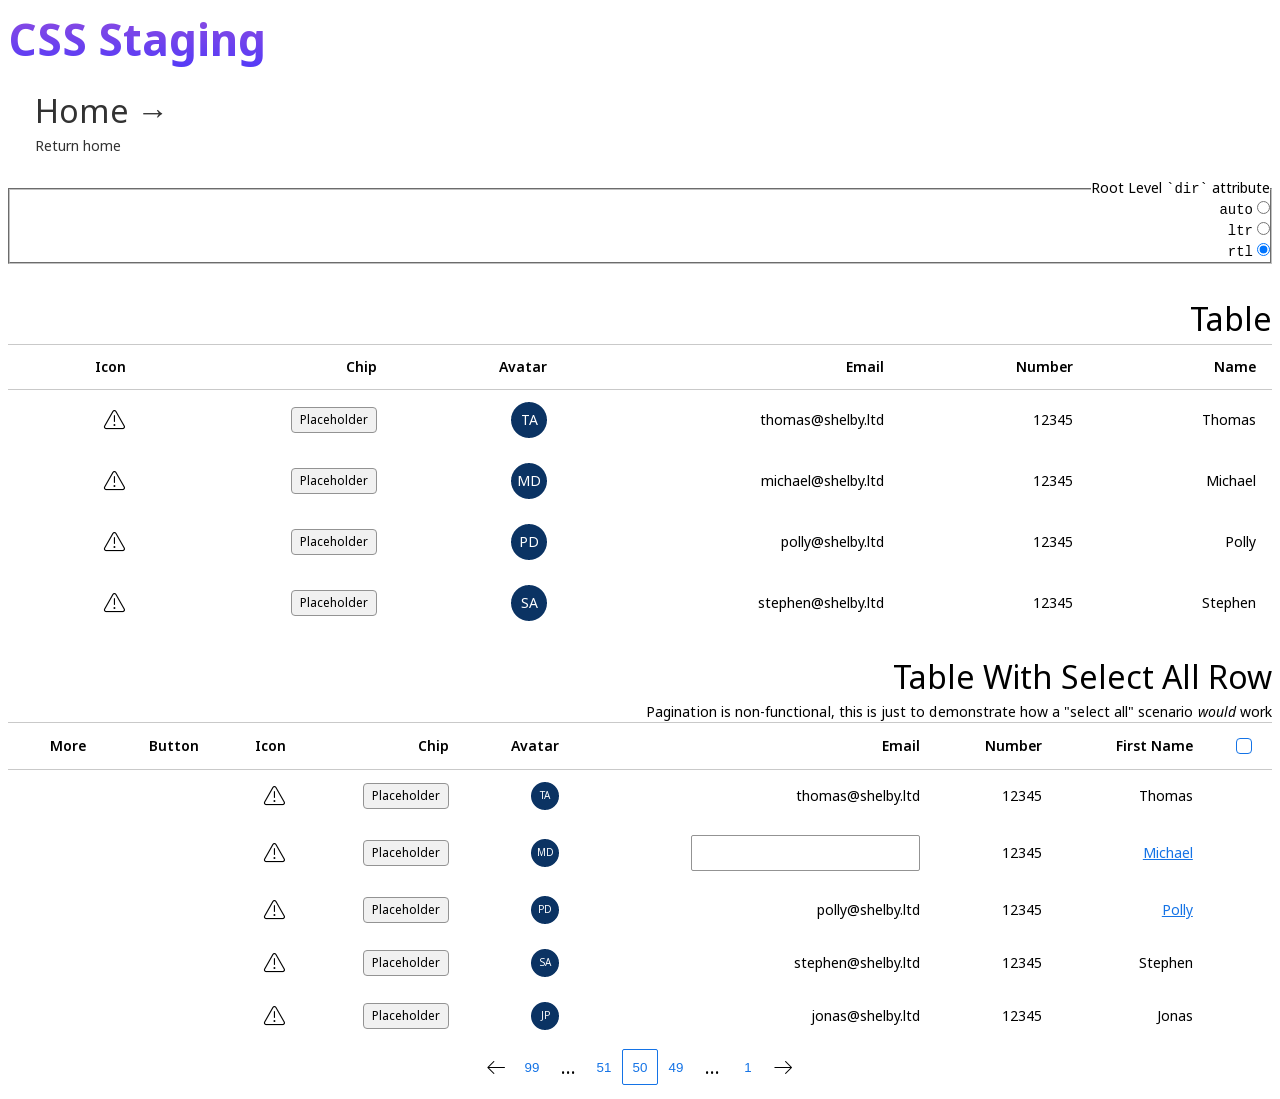 CSS Staging
Home →
Return home
Root Level `dir` attribute
auto
ltr
rtl
Table
Icon Chip Avatar Email Number Name
Placeholder TA thomas@shelby.ltd 12345 Thomas
Placeholder MD michael@shelby.ltd 12345 Michael
Placeholder PD polly@shelby.ltd 12345 Polly
Placeholder SA stephen@shelby.ltd 12345 Stephen
Table With Select All Row
Pagination is non-functional, this is just to demonstrate how a "select all" scenario would work
More Button Icon Chip Avatar Email Number First Name
Placeholder TA thomas@shelby.ltd 12345 Thomas
Placeholder MD 12345 Michael
Placeholder PD polly@shelby.ltd 12345 Polly
Placeholder SA stephen@shelby.ltd 12345 Stephen
Placeholder JP jonas@shelby.ltd 12345 Jonas
← 99 ... 51 50 49 ... 1 →